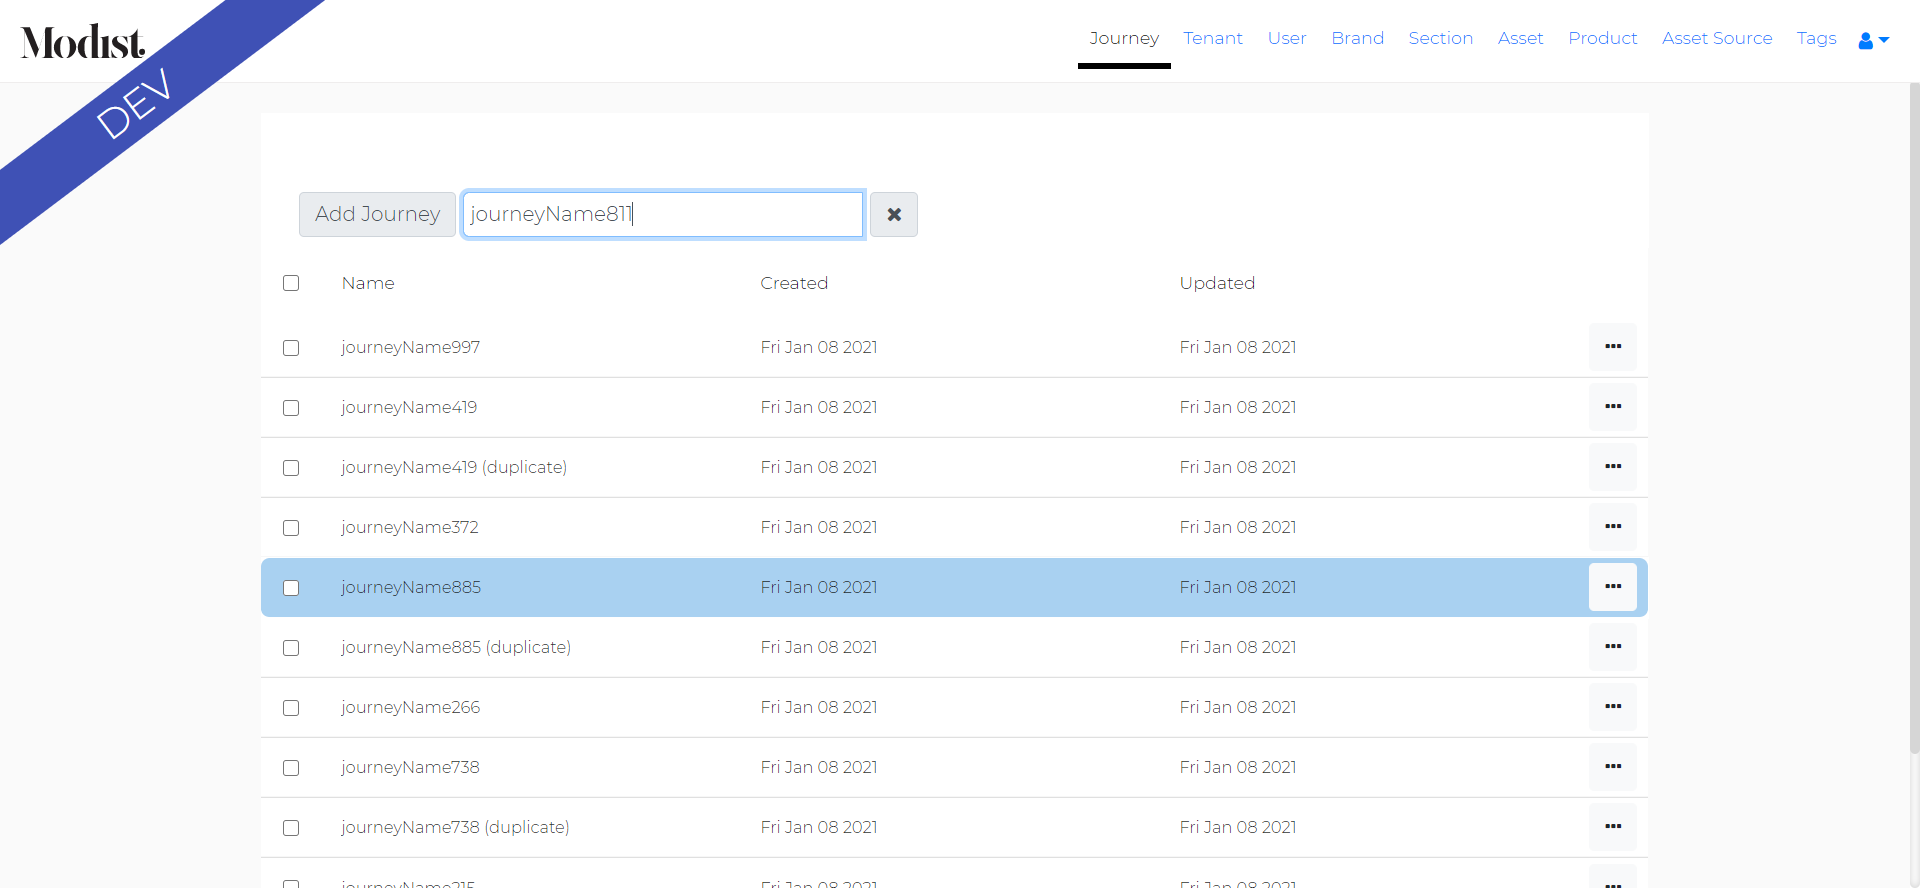 Modist.
DEV
Journey Tenant User Brand Section Asset Product Asset Source Tags
Add Journey journeyName811
Name Created Updated
journeyName997 Fri Jan 08 2021 Fri Jan 08 2021
journeyName419 Fri Jan 08 2021 Fri Jan 08 2021
journeyName419 (duplicate) Fri Jan 08 2021 Fri Jan 08 2021
journeyName372 Fri Jan 08 2021 Fri Jan 08 2021
journeyName885 Fri Jan 08 2021 Fri Jan 08 2021
journeyName885 (duplicate) Fri Jan 08 2021 Fri Jan 08 2021
journeyName266 Fri Jan 08 2021 Fri Jan 08 2021
journeyName738 Fri Jan 08 2021 Fri Jan 08 2021
journeyName738 (duplicate) Fri Jan 08 2021 Fri Jan 08 2021
journeyName215 Fri Jan 08 2021 Fri Jan 08 2021